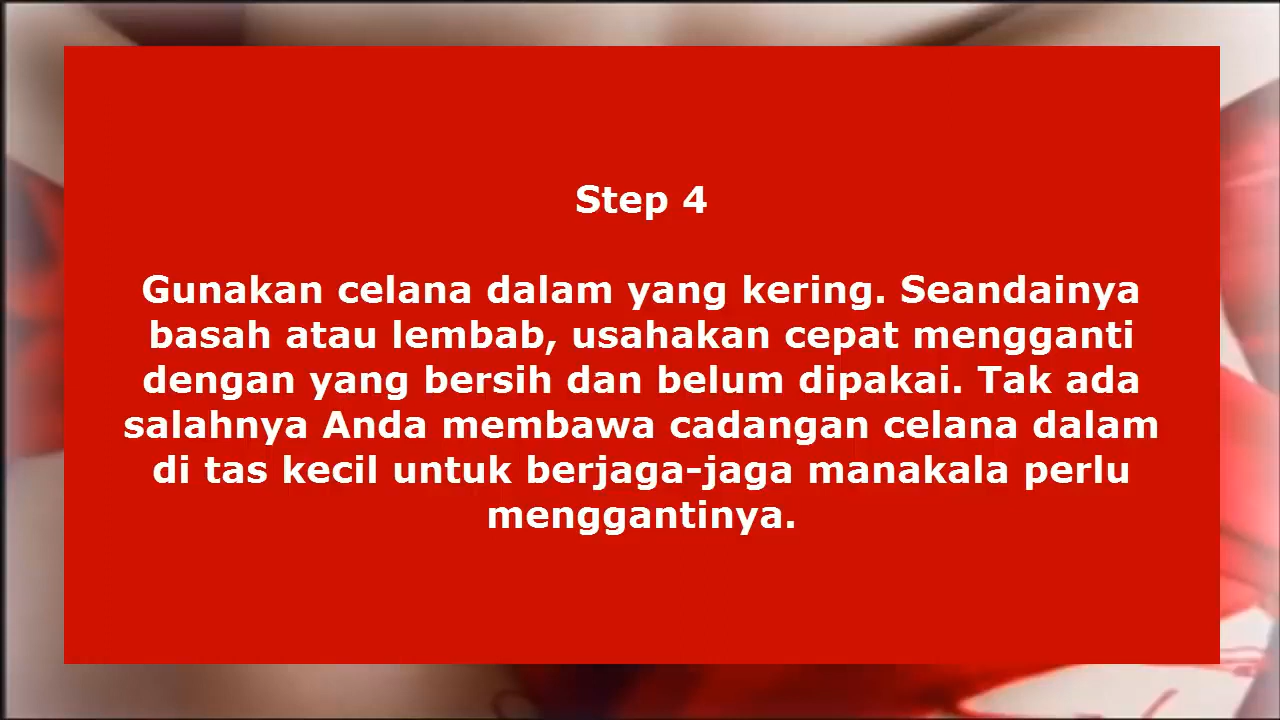 Step 4
Gunakan celana dalam yang kering. Seandainya
basah atau lembab, usahakan cepat mengganti
dengan yang bersih dan belum dipakai. Tak ada
salahnya Anda membawa cadangan celana dalam
di tas kecil untuk berjaga-jaga manakala perlu
menggantinya.